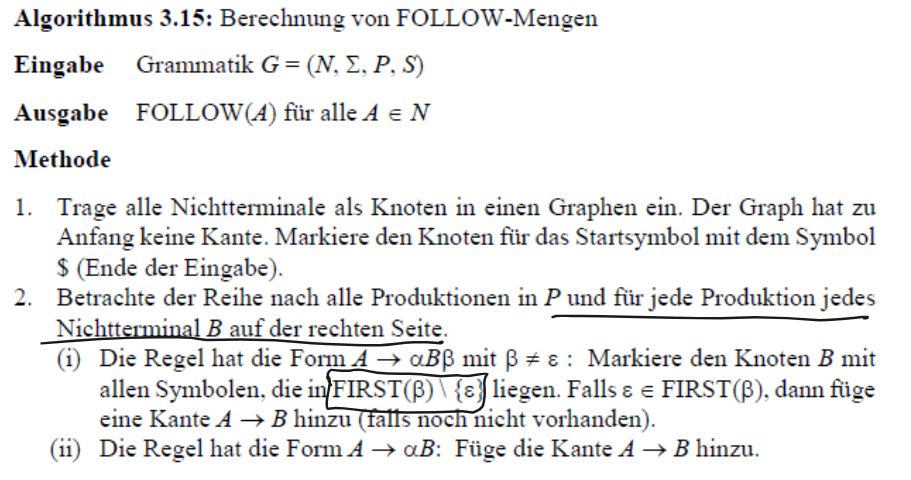 Algorithmus 3.15: Berechnung von FOLLOW-Mengen
Eingabe Grammatik G = (N, Σ, P, S)
Ausgabe FOLLOW(A) für alle A ∈ N
Methode
1. Trage alle Nichtterminale als Knoten in einen Graphen ein. Der Graph hat zu
Anfang keine Kante. Markiere den Knoten für das Startsymbol mit dem Symbol
$ (Ende der Eingabe).
2. Betrachte der Reihe nach alle Produktionen in P und für jede Produktion jedes
Nichtterminal B auf der rechten Seite.
(i) Die Regel hat die Form A → αBβ mit β ≠ ε : Markiere den Knoten B mit
allen Symbolen, die in FIRST(β) \ {ε} liegen. Falls ε ∈ FIRST(β), dann füge
eine Kante A → B hinzu (falls noch nicht vorhanden).
(ii) Die Regel hat die Form A → αB: Füge die Kante A → B hinzu.